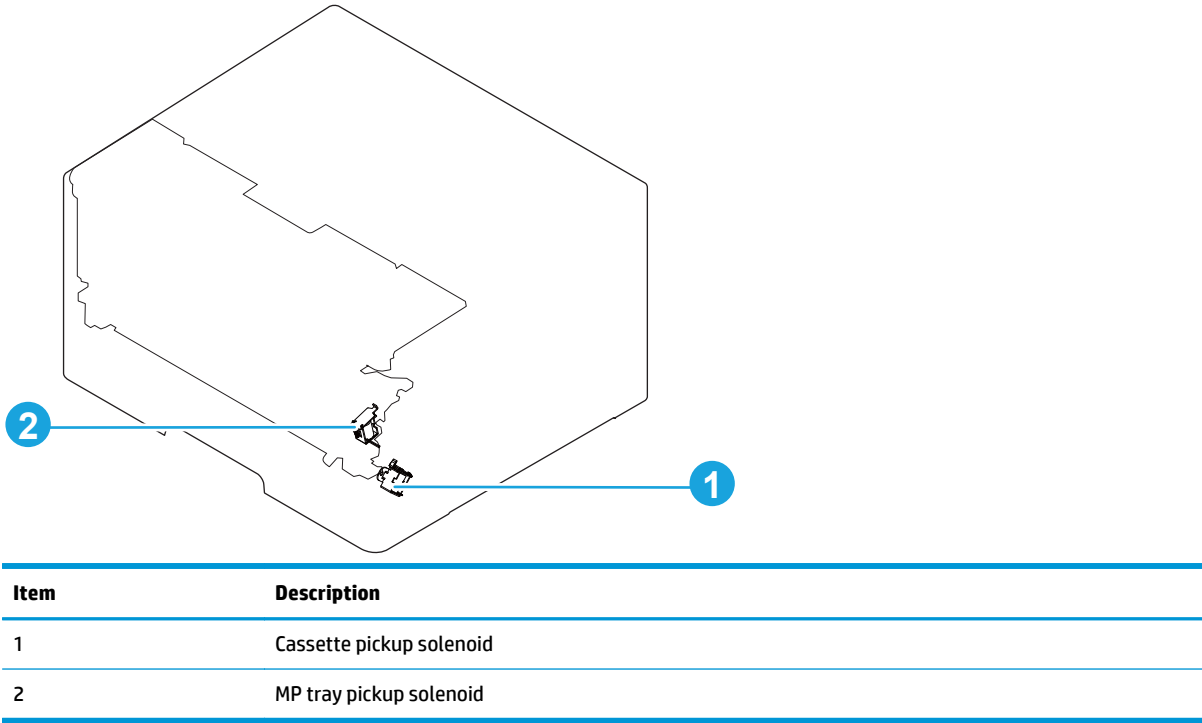 2
1
Item Description
1 Cassette pickup solenoid
2 MP tray pickup solenoid